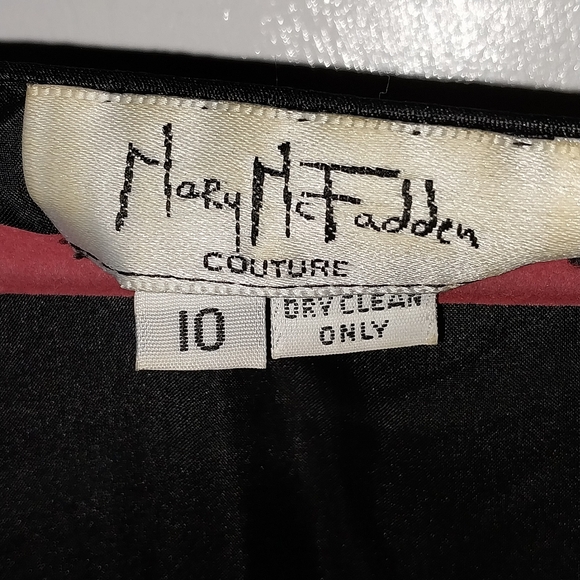 Mary McFadden
COUTURE
10
DRY CLEAN
ONLY